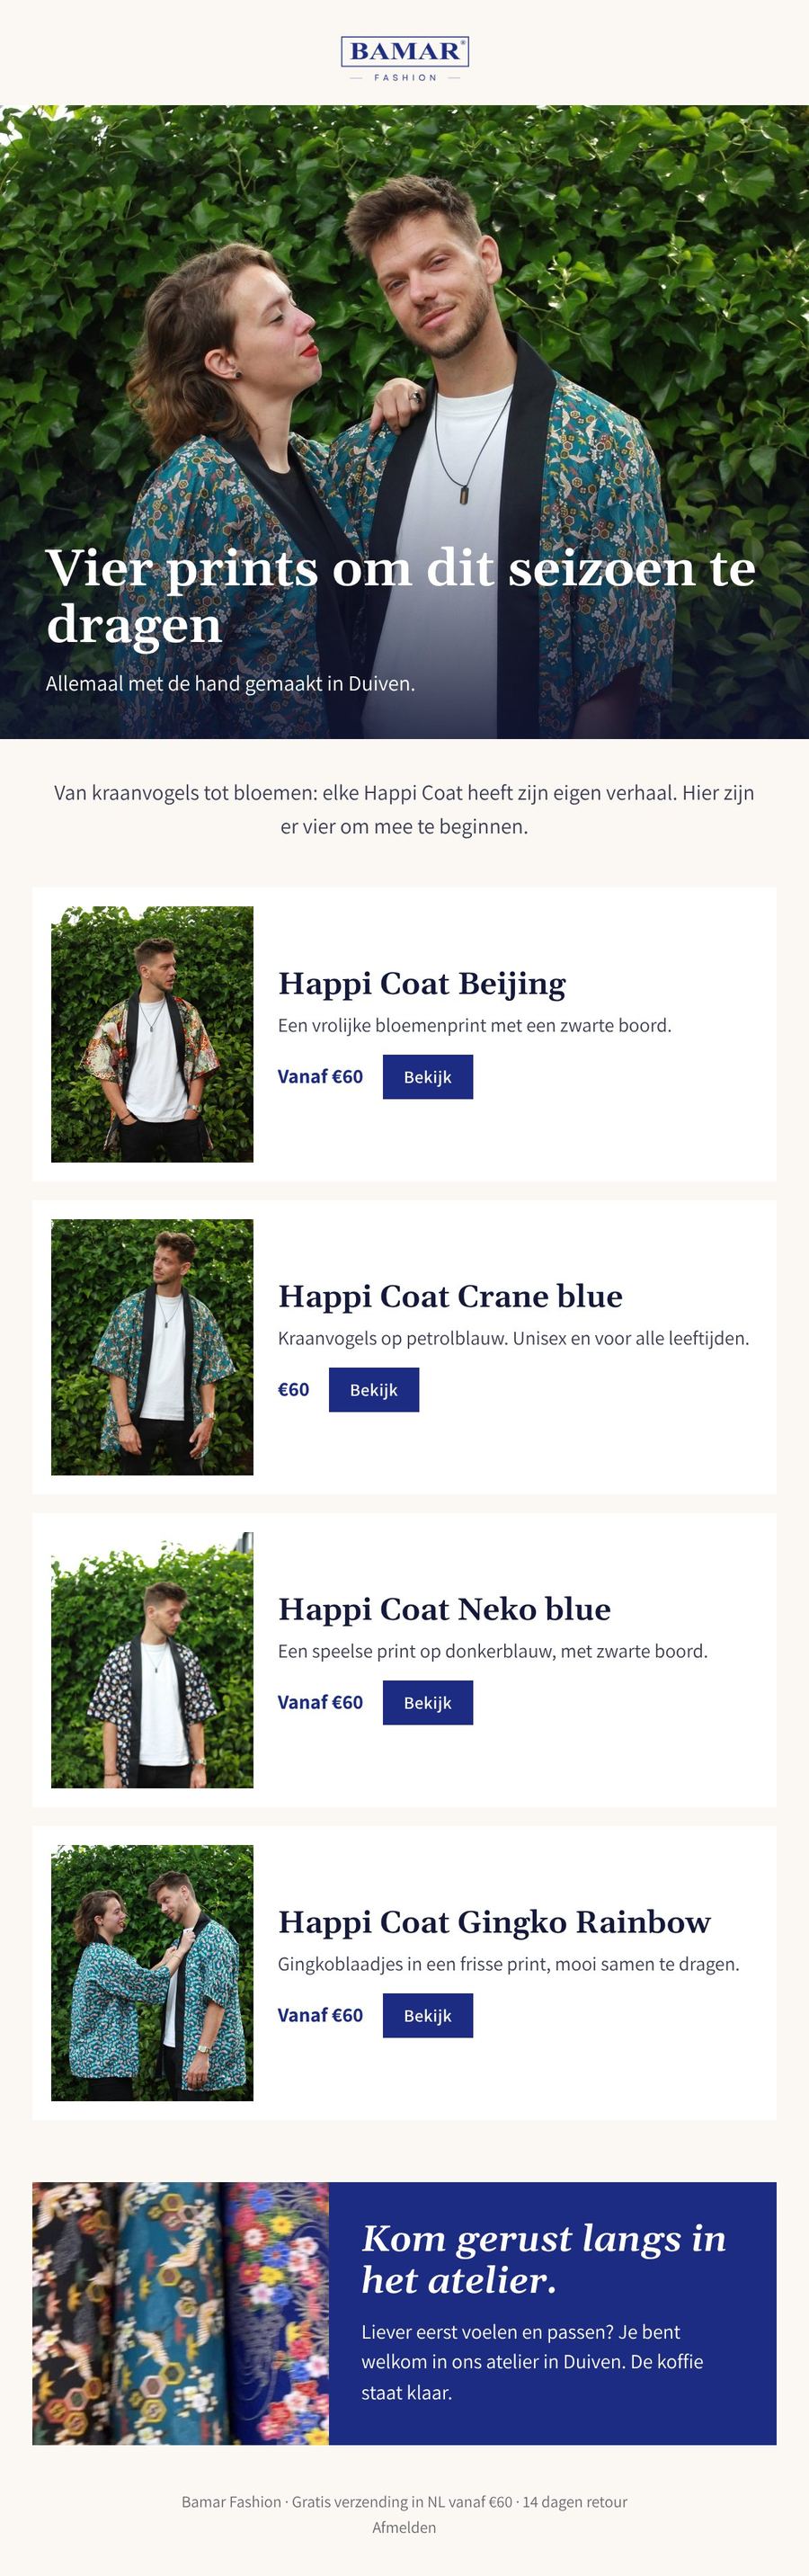 BAMAR®
FASHION
Vier prints om dit seizoen te
dragen
Allemaal met de hand gemaakt in Duiven.
Van kraanvogels tot bloemen: elke Happi Coat heeft zijn eigen verhaal. Hier zijn
er vier om mee te beginnen.
Happi Coat Beijing
Een vrolijke bloemenprint met een zwarte boord.
Vanaf €60 Bekijk
Happi Coat Crane blue
Kraanvogels op petrolblauw. Unisex en voor alle leeftijden.
€60 Bekijk
Happi Coat Neko blue
Een speelse print op donkerblauw, met zwarte boord.
Vanaf €60 Bekijk
Happi Coat Gingko Rainbow
Gingkoblaadjes in een frisse print, mooi samen te dragen.
Vanaf €60 Bekijk
Kom gerust langs in
het atelier.
Liever eerst voelen en passen? Je bent
welkom in ons atelier in Duiven. De koffie
staat klaar.
Bamar Fashion · Gratis verzending in NL vanaf €60 · 14 dagen retour
Afmelden